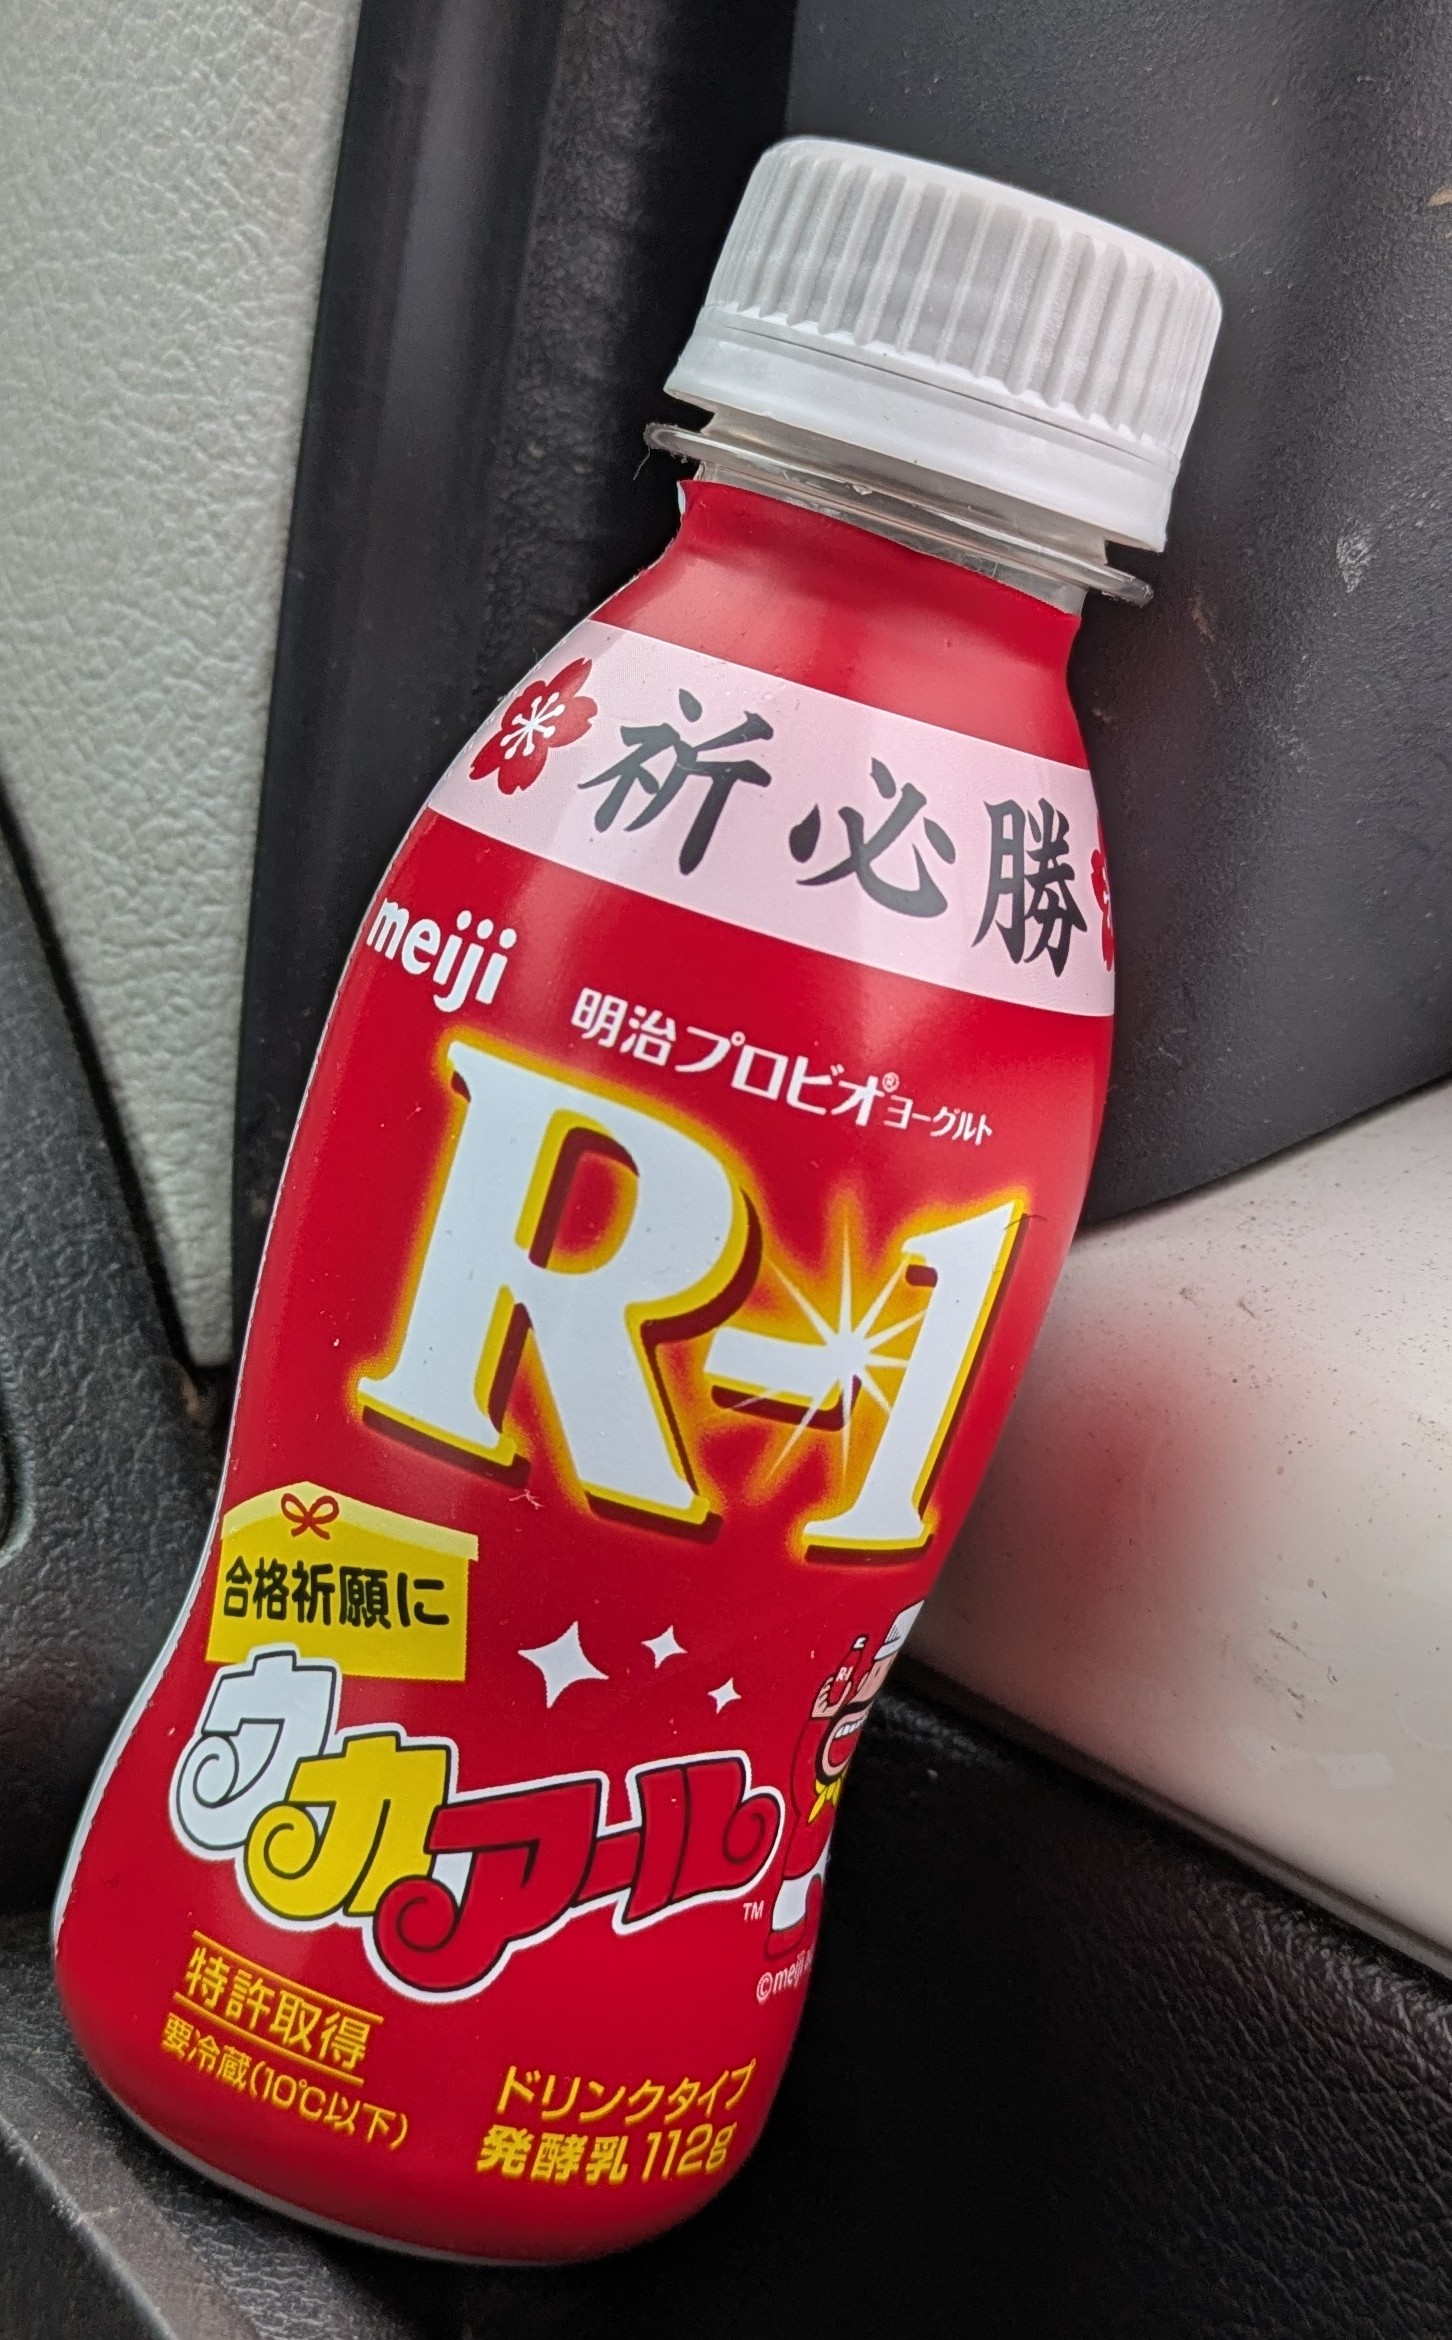 祈必勝
meiji
明治プロビオ®ヨーグルト
R-1
合格祈願に
ウカアール™
R-1
©meiji
特許取得
要冷蔵(10℃以下)
ドリンクタイプ
発酵乳 112g